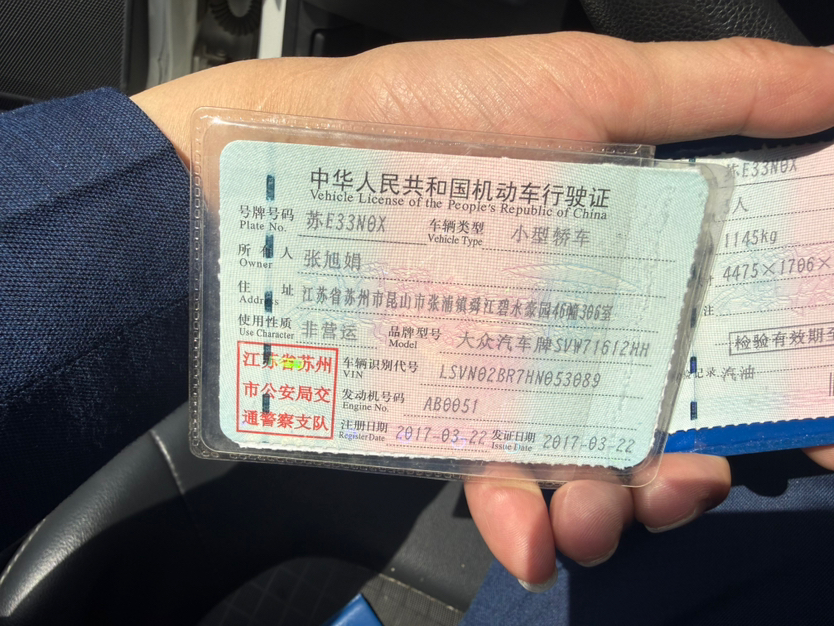 中华人民共和国机动车行驶证
Vehicle License of the People's Republic of China
号牌号码 苏E33N0X 车辆类型 小型轿车
Plate No. Vehicle Type
所有人 张旭娟
Owner
住址 江苏省苏州市昆山市张浦镇舜江碧水豪园46幢306室
Address
使用性质 非营运 品牌型号 大众汽车牌SVW71612HH
Use Character Model
江苏省苏州
市公安局交
通警察支队
车辆识别代号 LSVN02BR7HN053089
VIN
发动机号码 AB0051
Engine No.
注册日期 2017-03-22 发证日期 2017-03-22
Register Date Issue Date
苏E33N0X
人
1145kg
4475×1706×
注
检验有效期至
记录 汽油